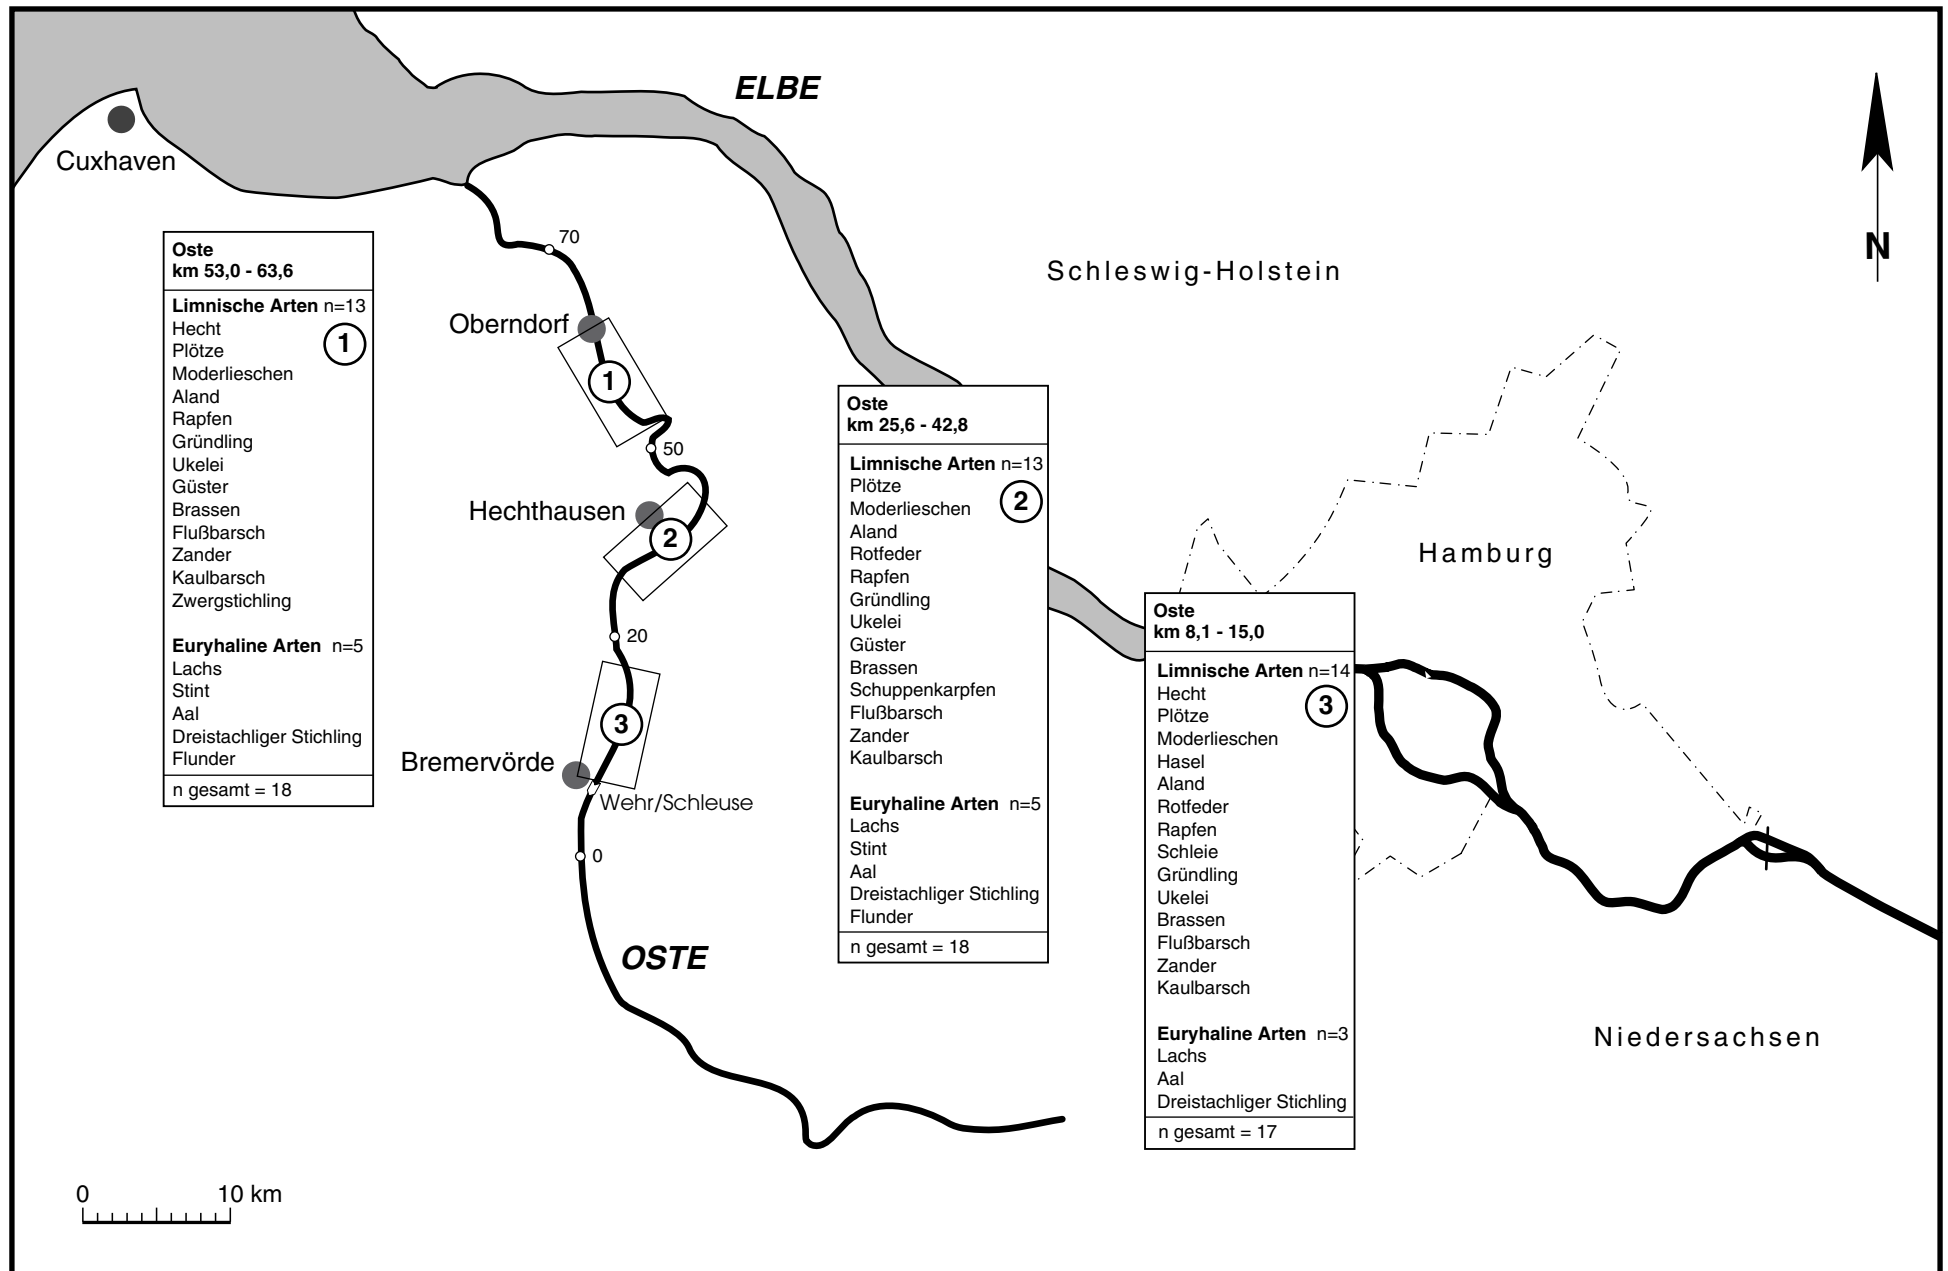 ELBE
Cuxhaven
Schleswig-Holstein
N
70
Oberndorf
1
50
Hechthausen
2
20
3
Bremervörde
Wehr/Schleuse
0
OSTE
Hamburg
Niedersachsen
Oste
km 53,0 - 63,6
Limnische Arten n=13
1
Hecht
Plötze
Moderlieschen
Aland
Rapfen
Gründling
Ukelei
Güster
Brassen
Flußbarsch
Zander
Kaulbarsch
Zwergstichling
Euryhaline Arten n=5
Lachs
Stint
Aal
Dreistachliger Stichling
Flunder
n gesamt = 18
Oste
km 25,6 - 42,8
Limnische Arten n=13
2
Plötze
Moderlieschen
Aland
Rotfeder
Rapfen
Gründling
Ukelei
Güster
Brassen
Schuppenkarpfen
Flußbarsch
Zander
Kaulbarsch
Euryhaline Arten n=5
Lachs
Stint
Aal
Dreistachliger Stichling
Flunder
n gesamt = 18
Oste
km 8,1 - 15,0
Limnische Arten n=14
3
Hecht
Plötze
Moderlieschen
Hasel
Aland
Rotfeder
Rapfen
Schleie
Gründling
Ukelei
Brassen
Flußbarsch
Zander
Kaulbarsch
Euryhaline Arten n=3
Lachs
Aal
Dreistachliger Stichling
n gesamt = 17
0 10 km